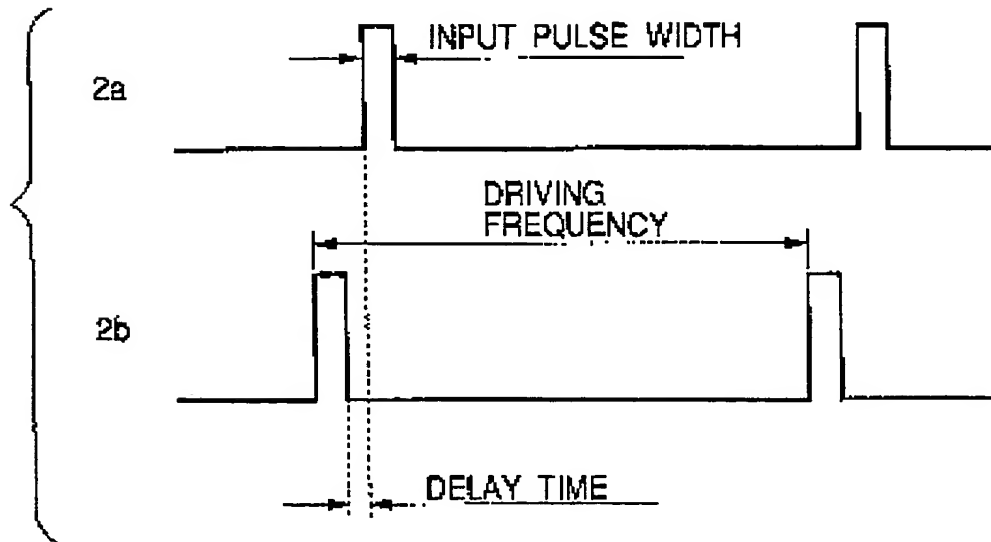 INPUT PULSE WIDTH
2a
DRIVING
FREQUENCY
2b
DELAY TIME